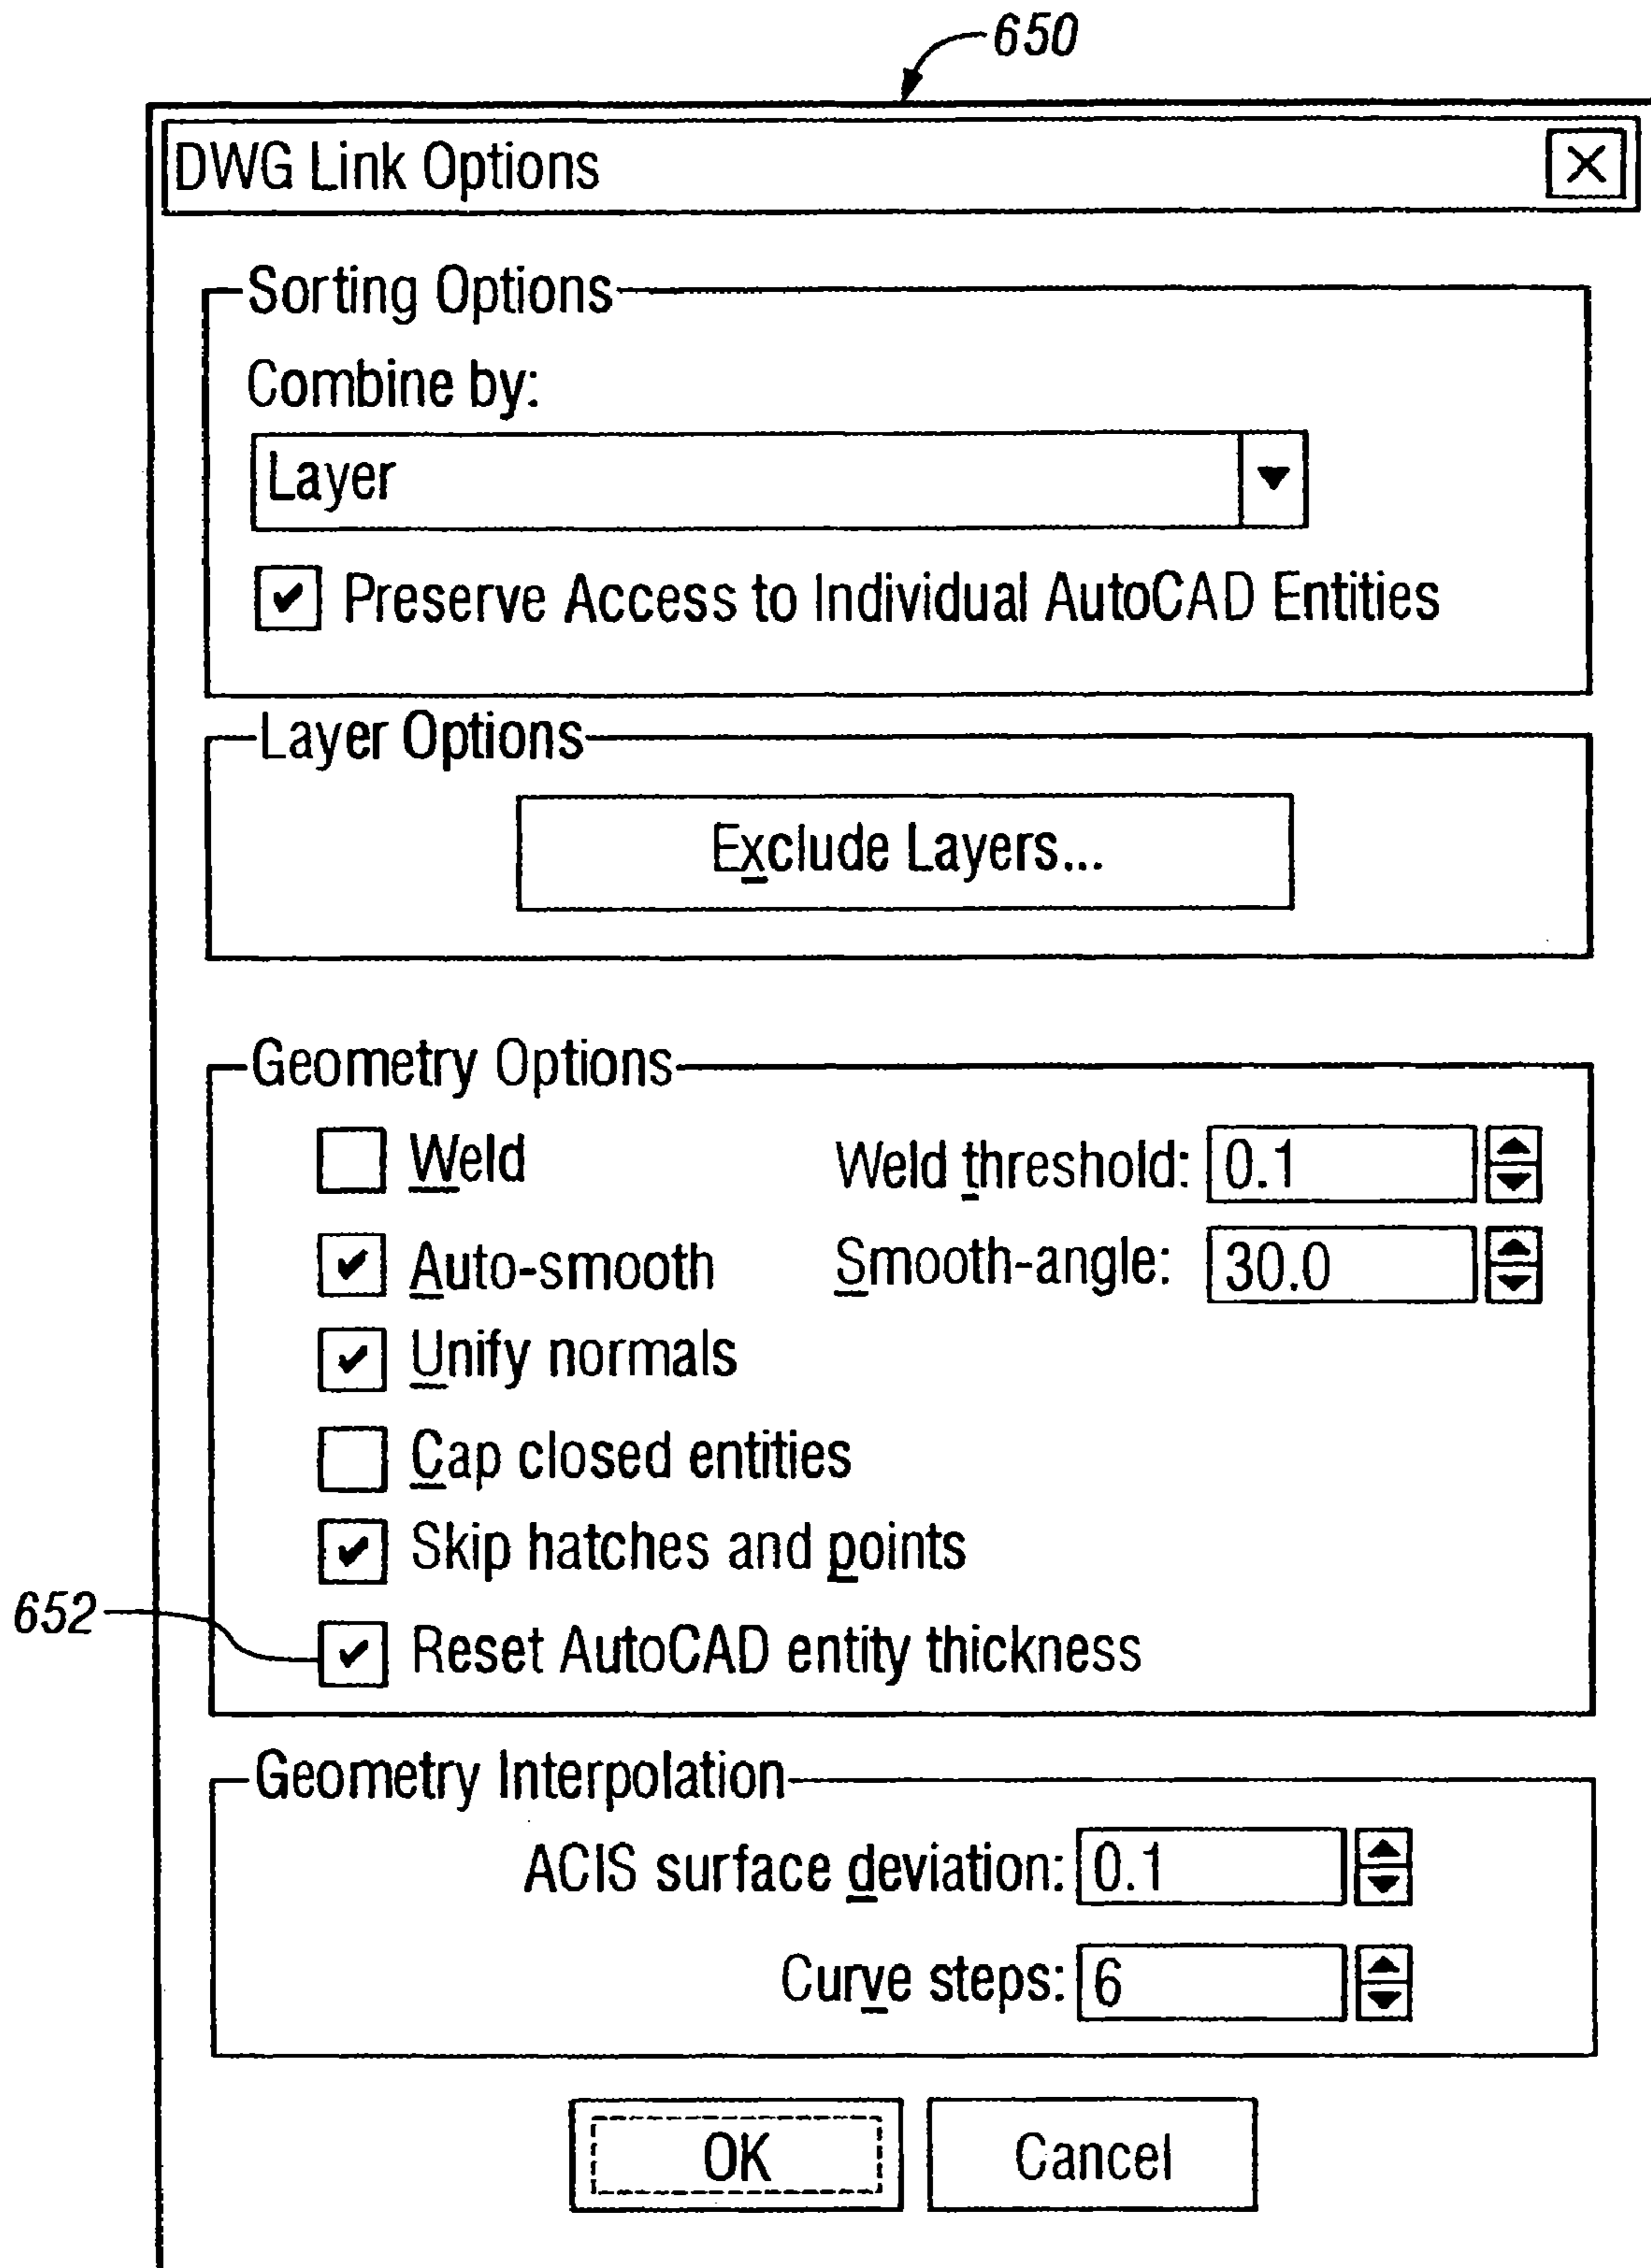 650
DWG Link Options
Sorting Options
Combine by:
Layer
Preserve Access to Individual AutoCAD Entities
Layer Options
Exclude Layers...
Geometry Options
Weld Weld threshold: 0.1
Auto-smooth Smooth-angle: 30.0
Unify normals
Cap closed entities
Skip hatches and points
652 Reset AutoCAD entity thickness
Geometry Interpolation
ACIS surface deviation: 0.1
Curve steps: 6
OK Cancel